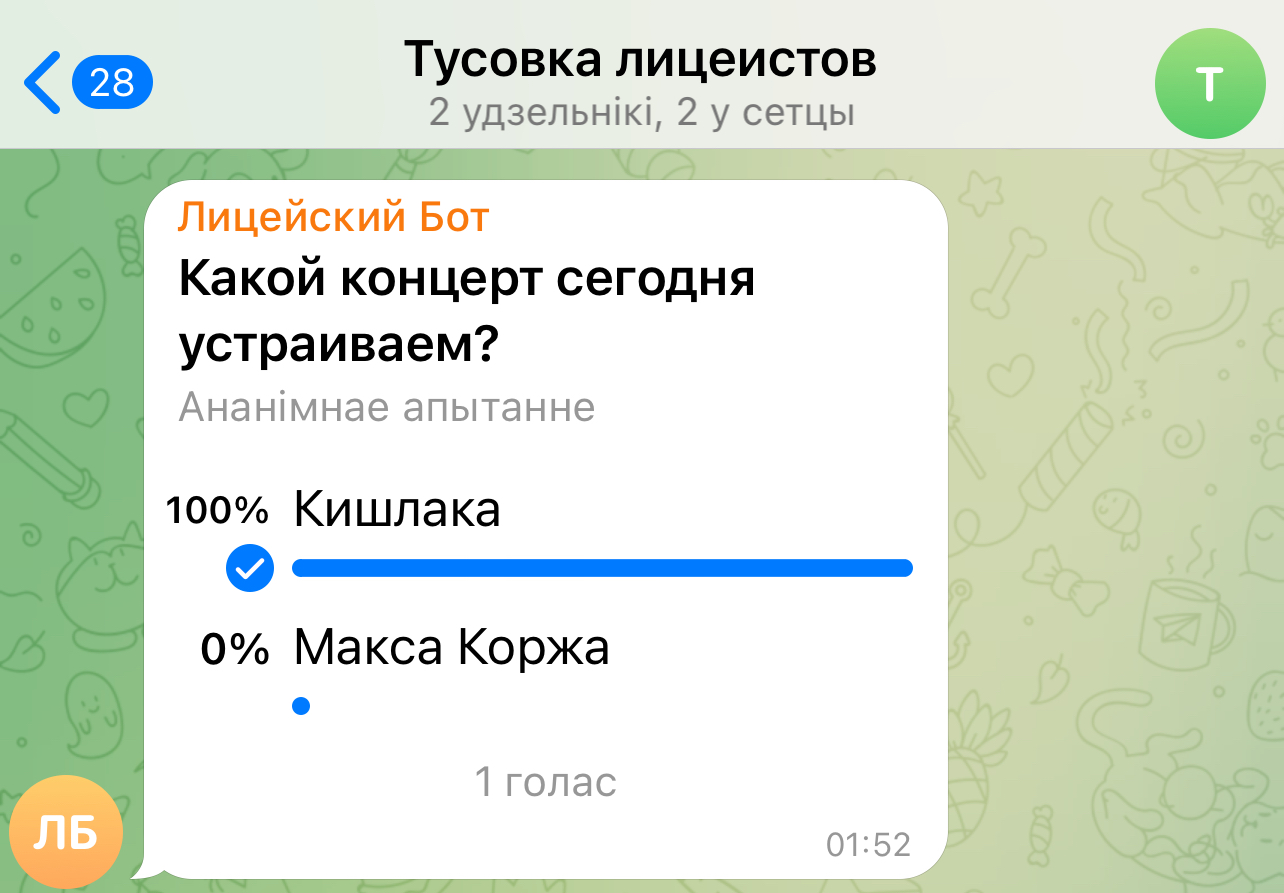 28
Тусовка лицеистов
2 удзельнікі, 2 у сетцы
Т
Лицейский Бот
Какой концерт сегодня
устраиваем?
Ананімнае апытанне
100% Кишлака
0% Макса Коржа
1 голас
01:52
ЛБ